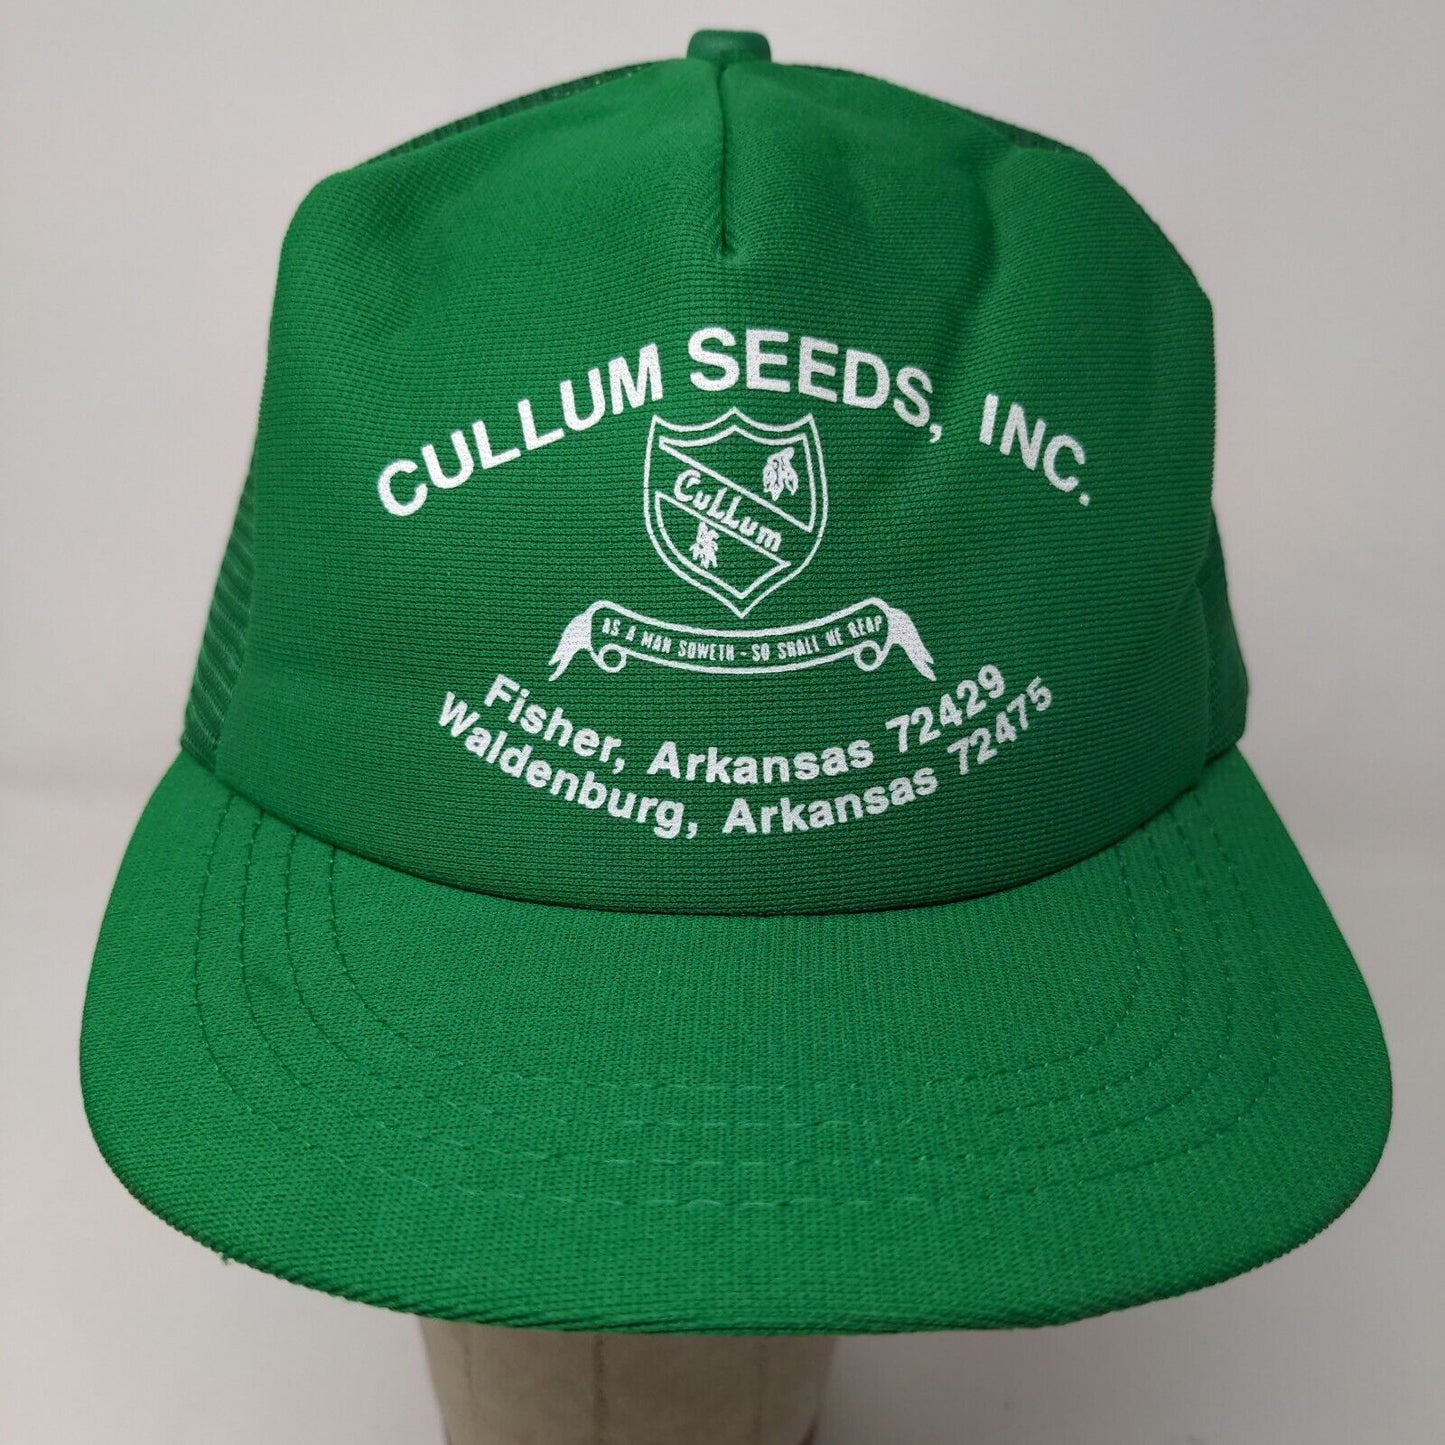 CULLUM SEEDS, INC.
CuLLum
AS A MAN SOWETH - SO SHALL HE REAP
Fisher, Arkansas 72429
Waldenburg, Arkansas 72475